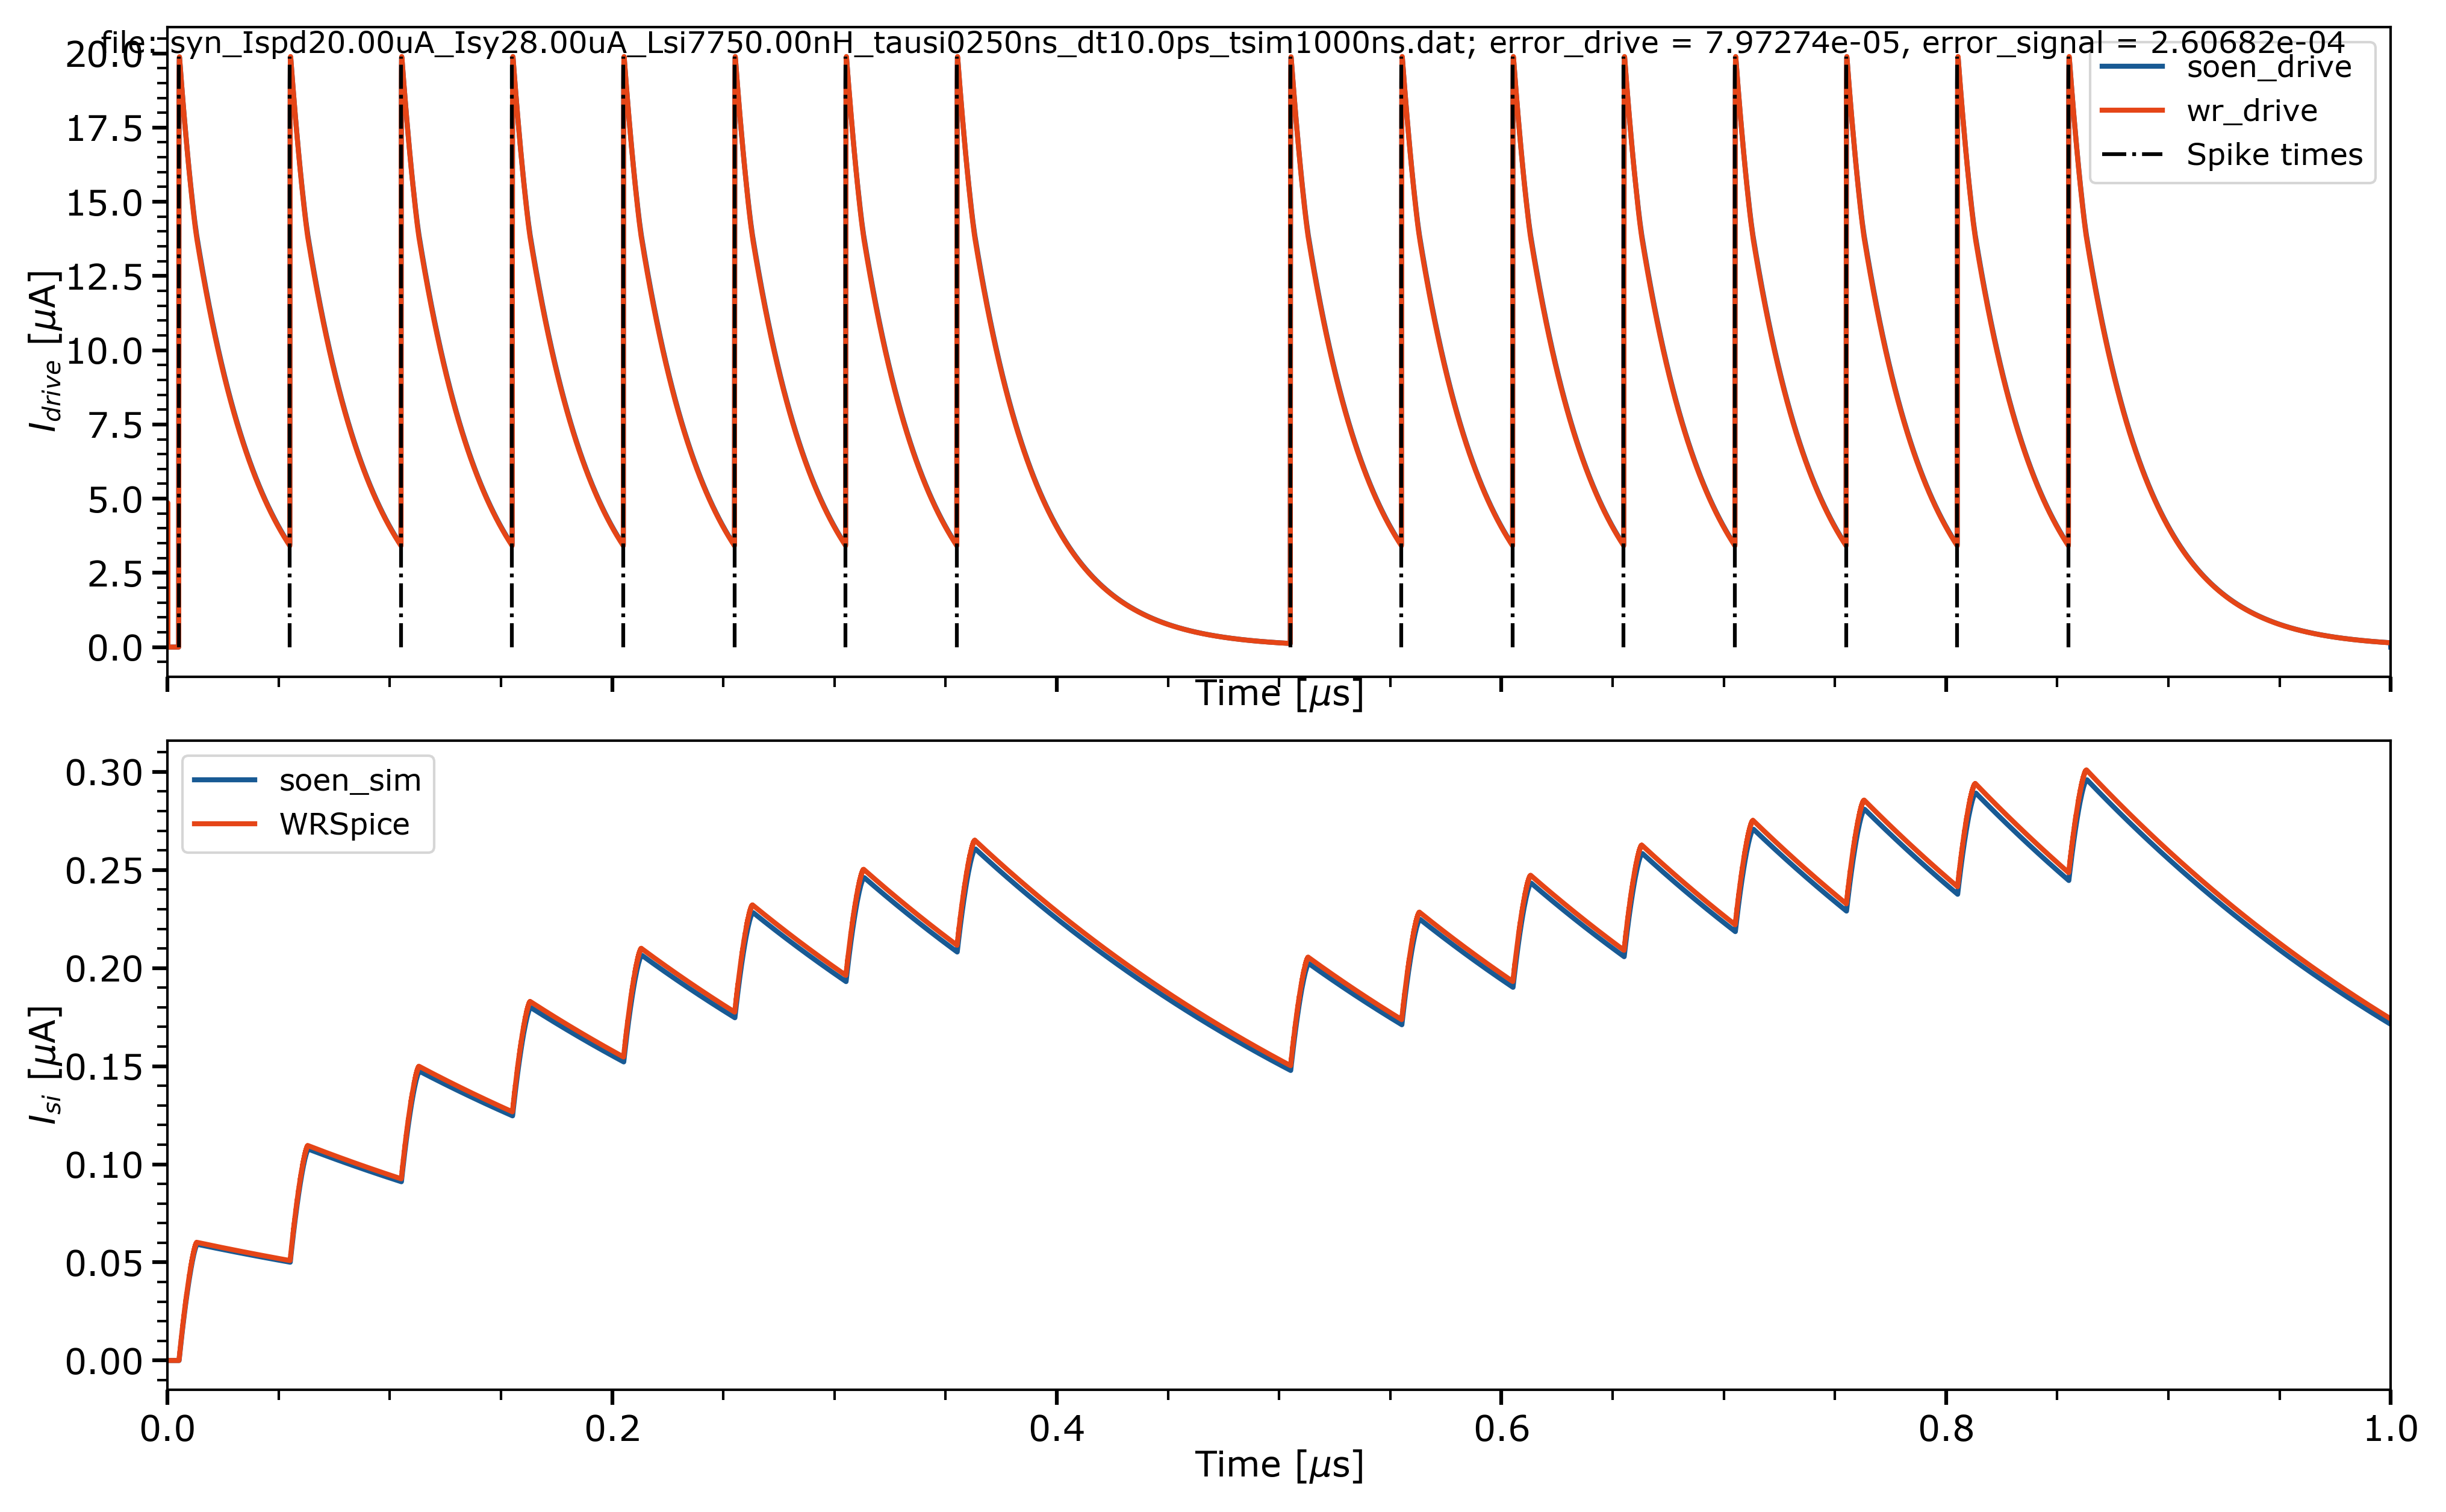 file: syn_Ispd20.00uA_Isy28.00uA_Lsi7750.00nH_tausi0250ns_dt10.0ps_tsim1000ns.dat; error_drive = 7.97274e-05, error_signal = 2.60682e-04
20.0
17.5
15.0
12.5
10.0
7.5
5.0
2.5
0.0
I_drive [μA]
soen_drive
wr_drive
Spike times
Time [μs]
0.30
0.25
0.20
0.15
0.10
0.05
0.00
I_si [μA]
soen_sim
WRSpice
0.0 0.2 0.4 0.6 0.8 1.0
Time [μs]